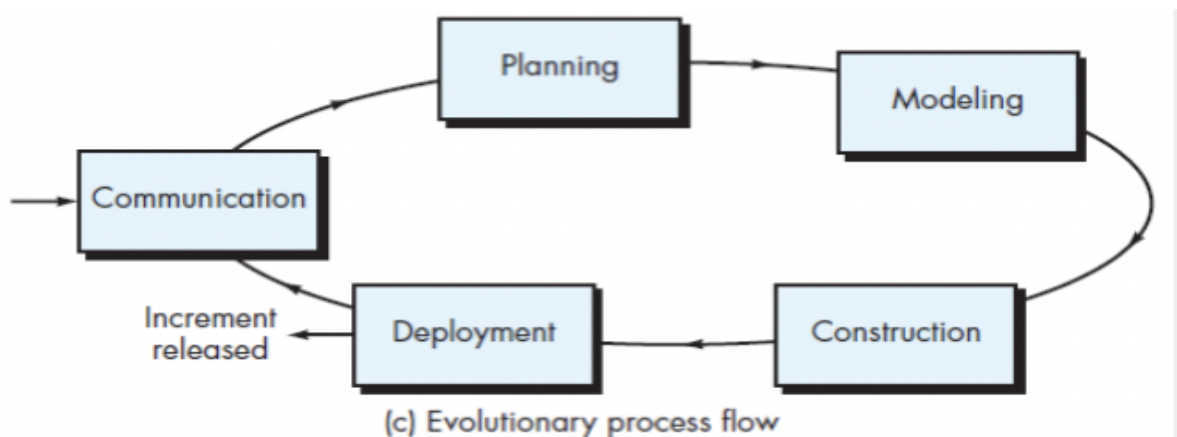 Planning
Modeling
Communication
Increment
released
Deployment
Construction
(c) Evolutionary process flow